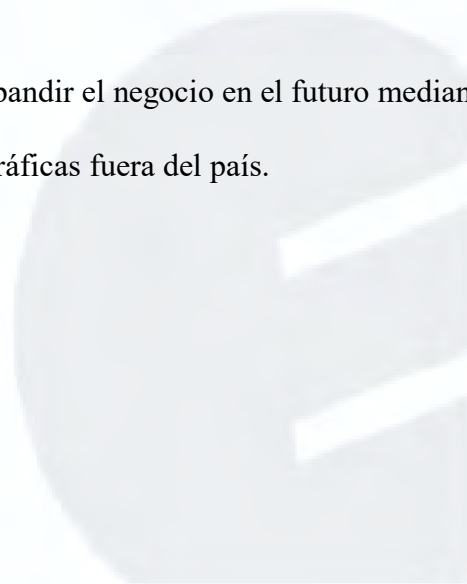 pandir el negocio en el futuro median
ráficas fuera del país.